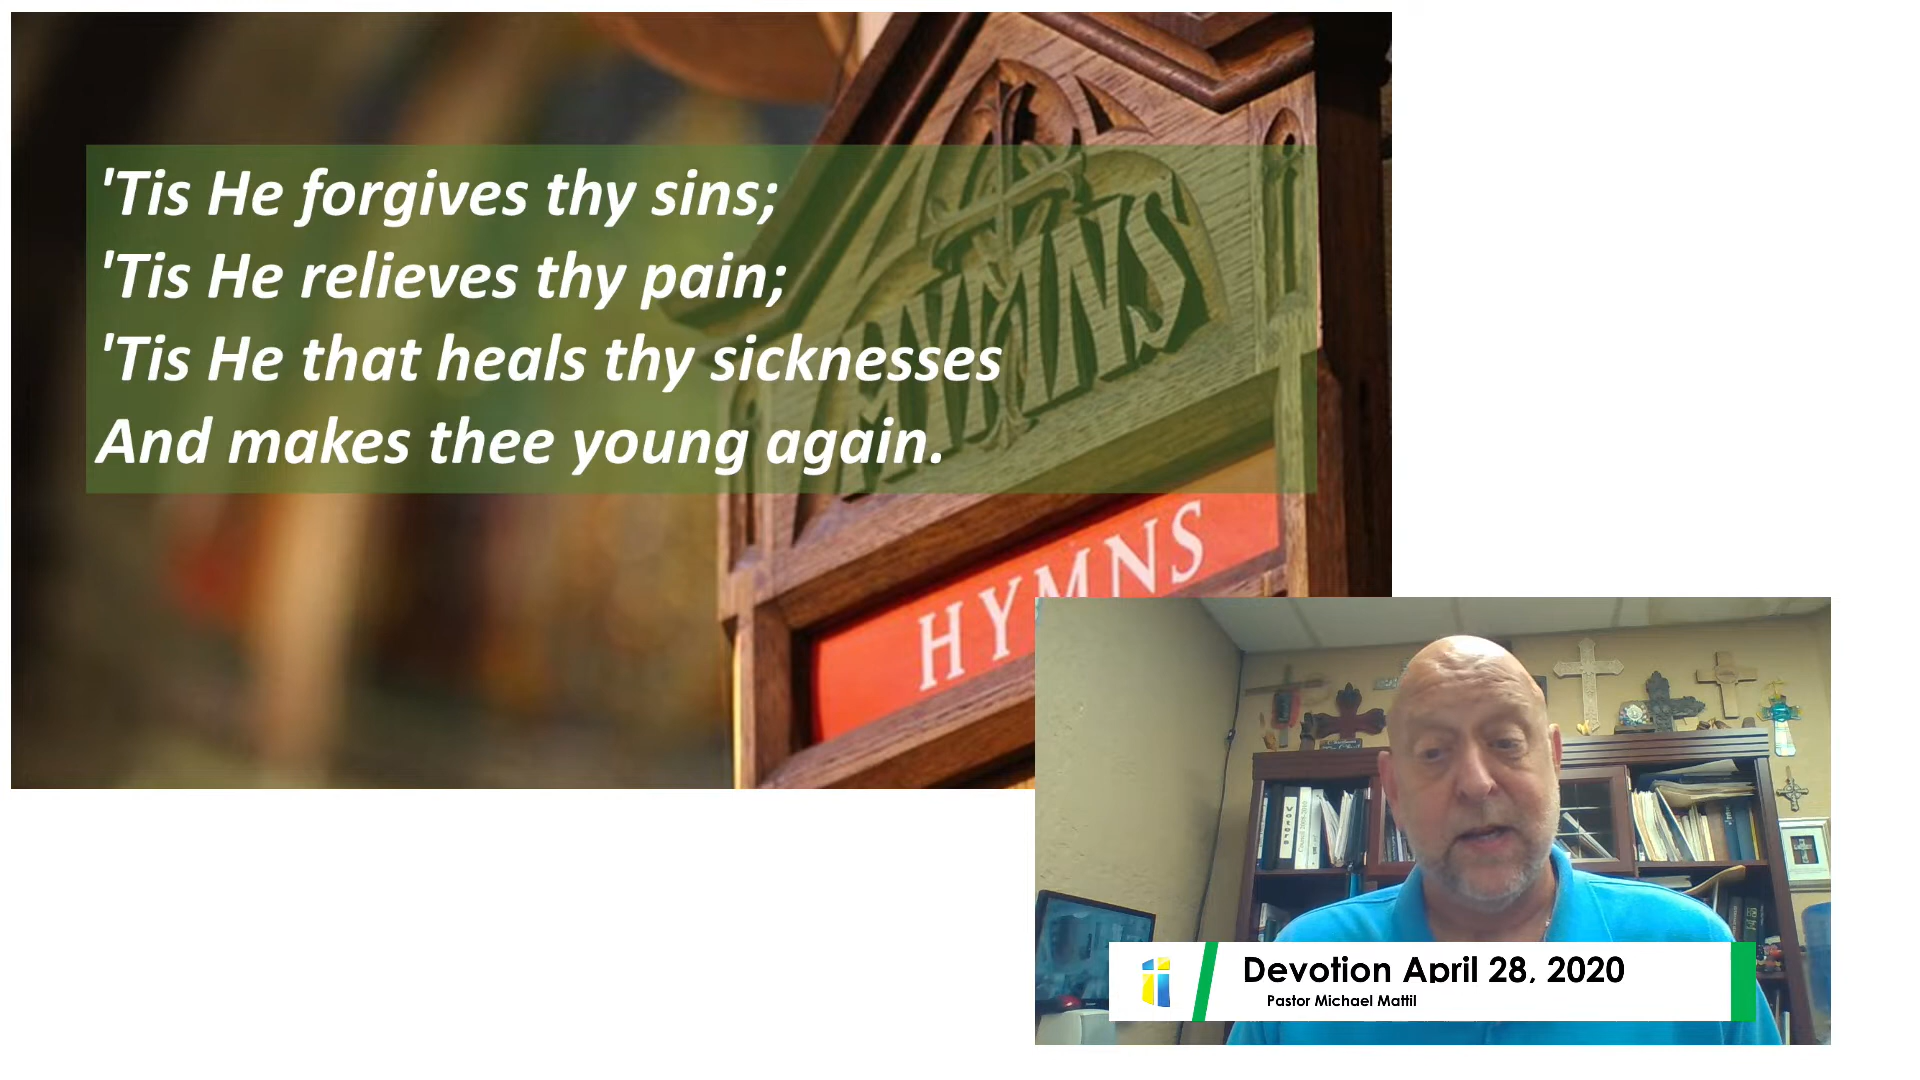 'Tis He forgives thy sins;
'Tis He relieves thy pain;
'Tis He that heals thy sicknesses
And makes thee young again.
HYMNS
HYMNS
Voters
Devotion April 28, 2020
Pastor Michael Mattil